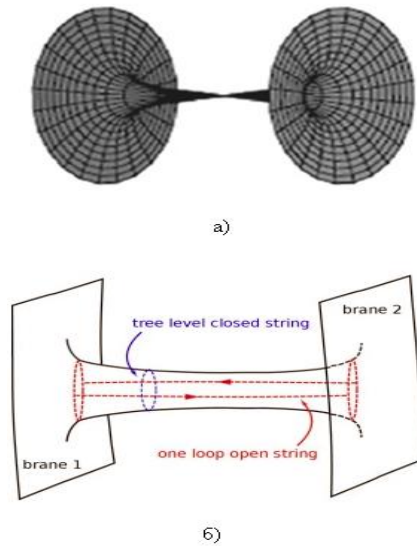 a)
brane 2
tree level closed string
one loop open string
brane 1
б)